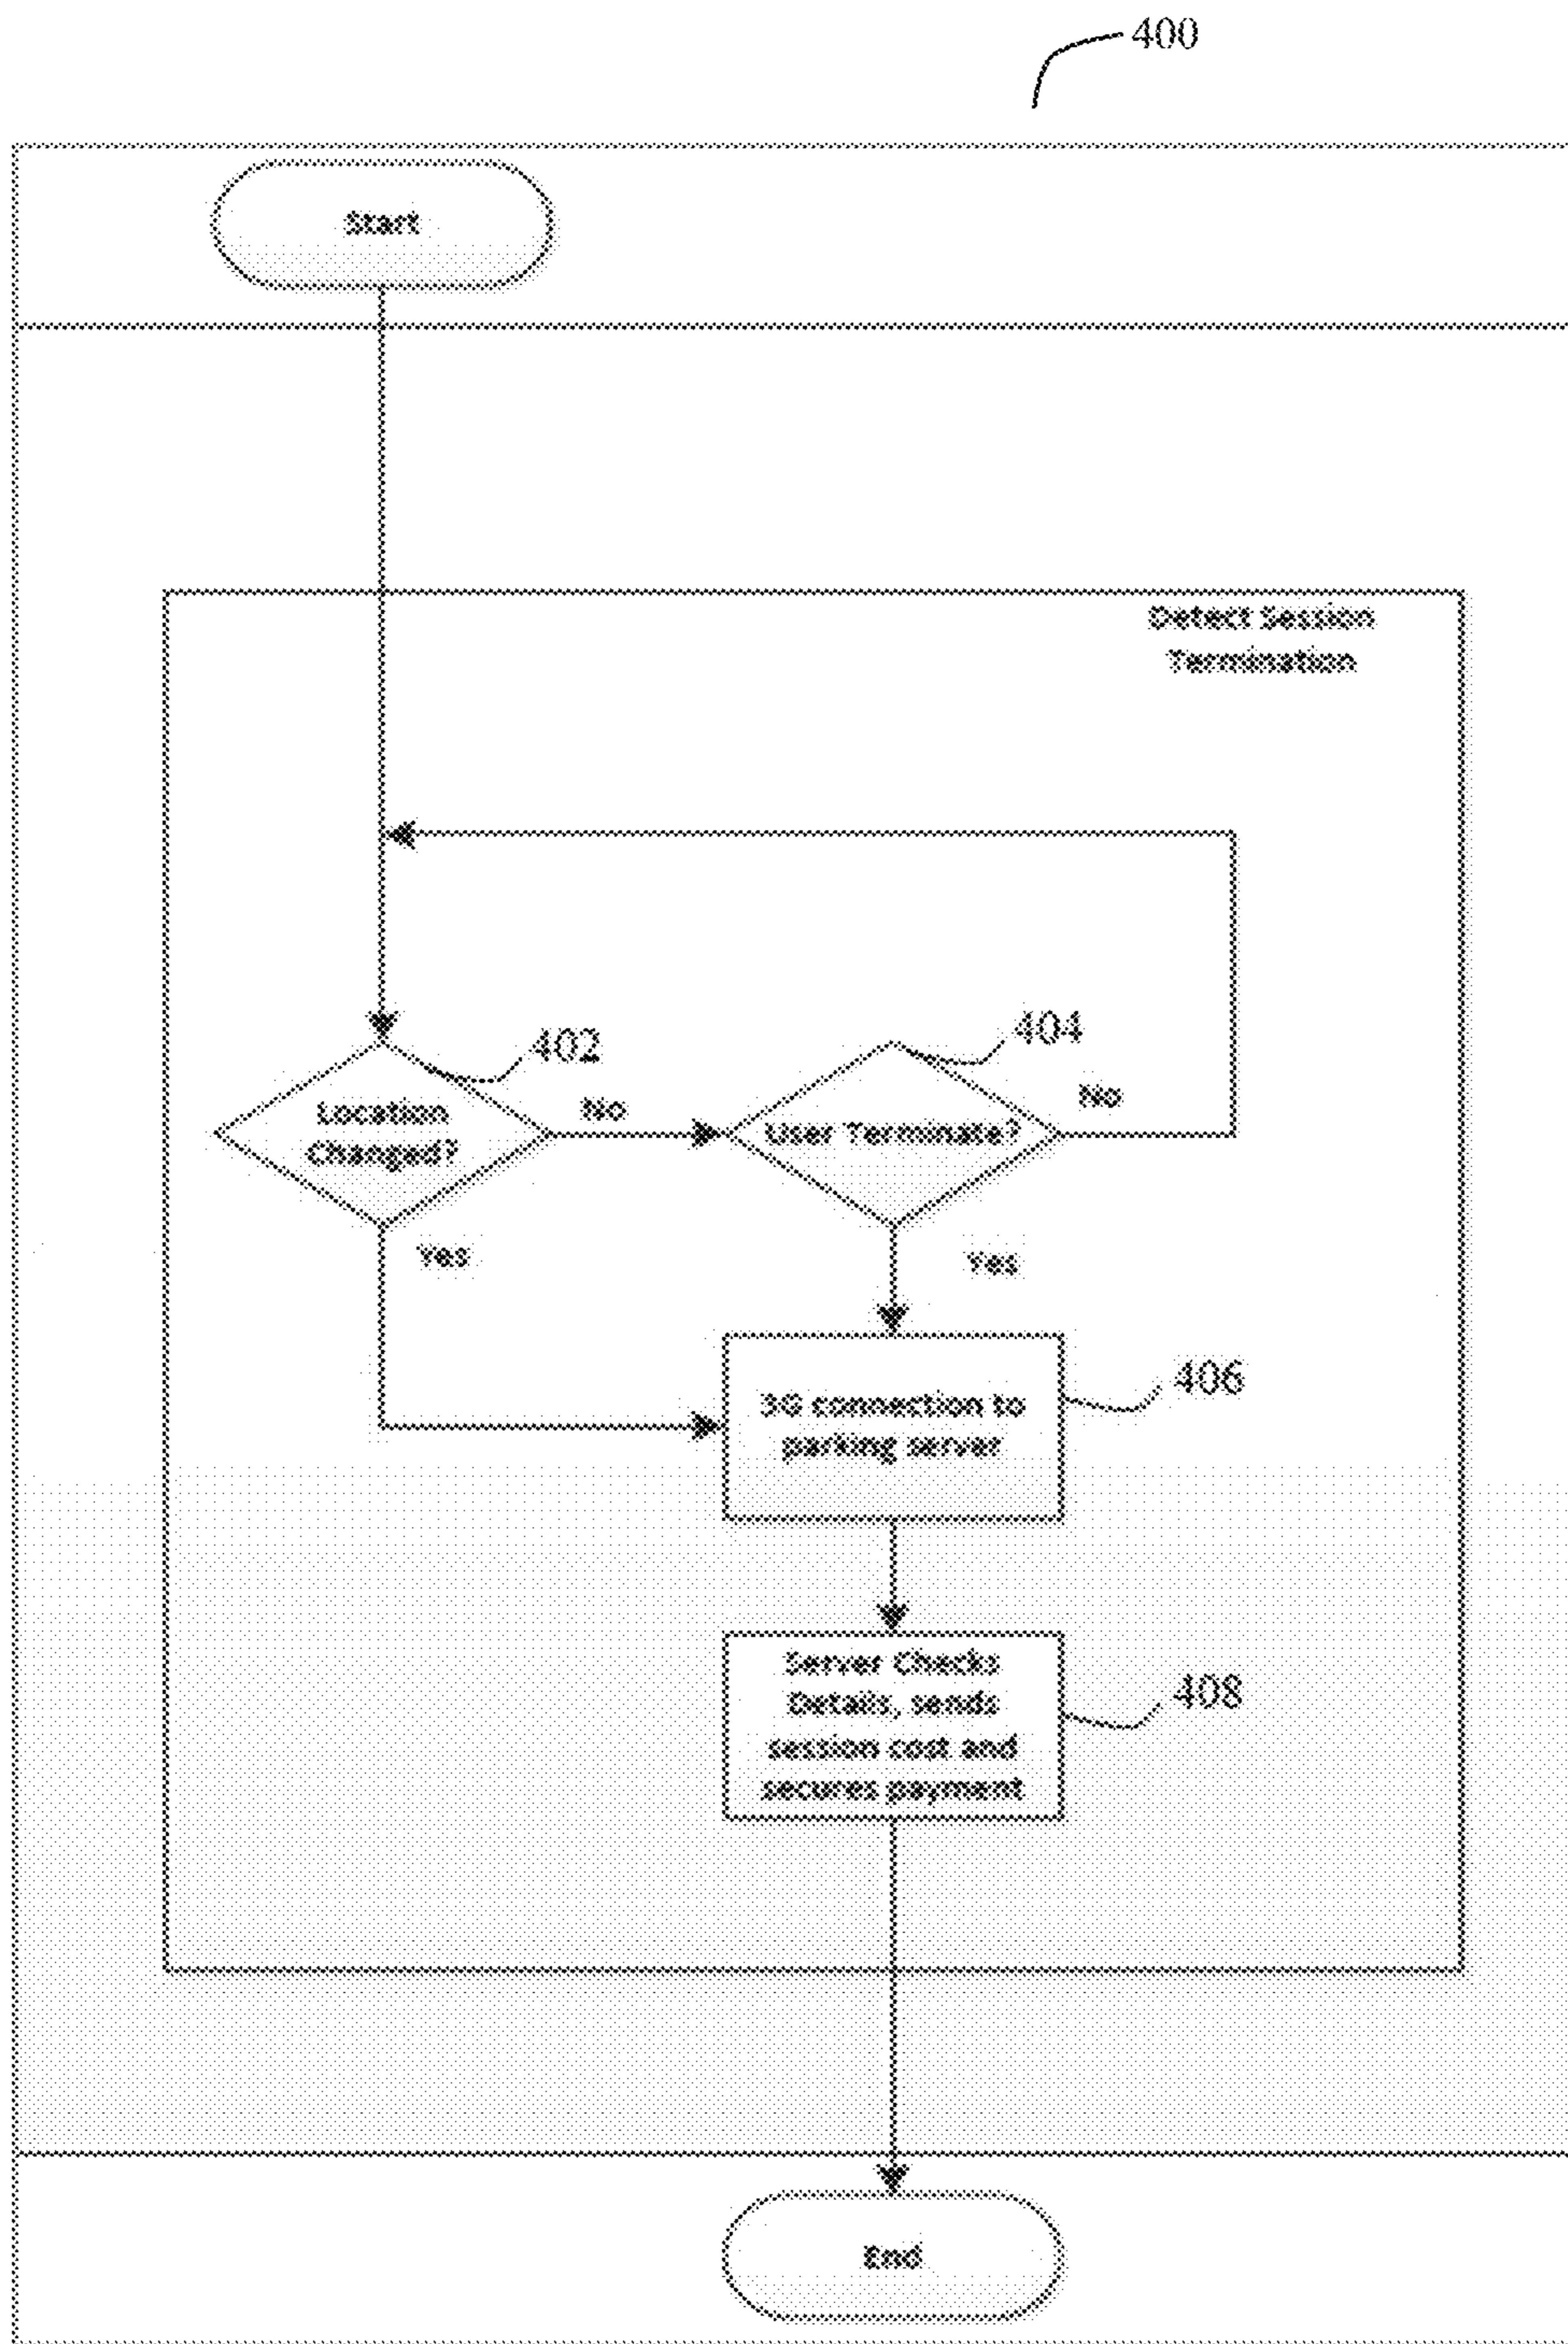 400
Start
Detect Session
Termination
402
404
Location
Changed?
No
User Terminate?
No
Yes
Yes
3G connection to
parking server
406
Server Checks
Details, sends
session cost and
secures payment
408
End